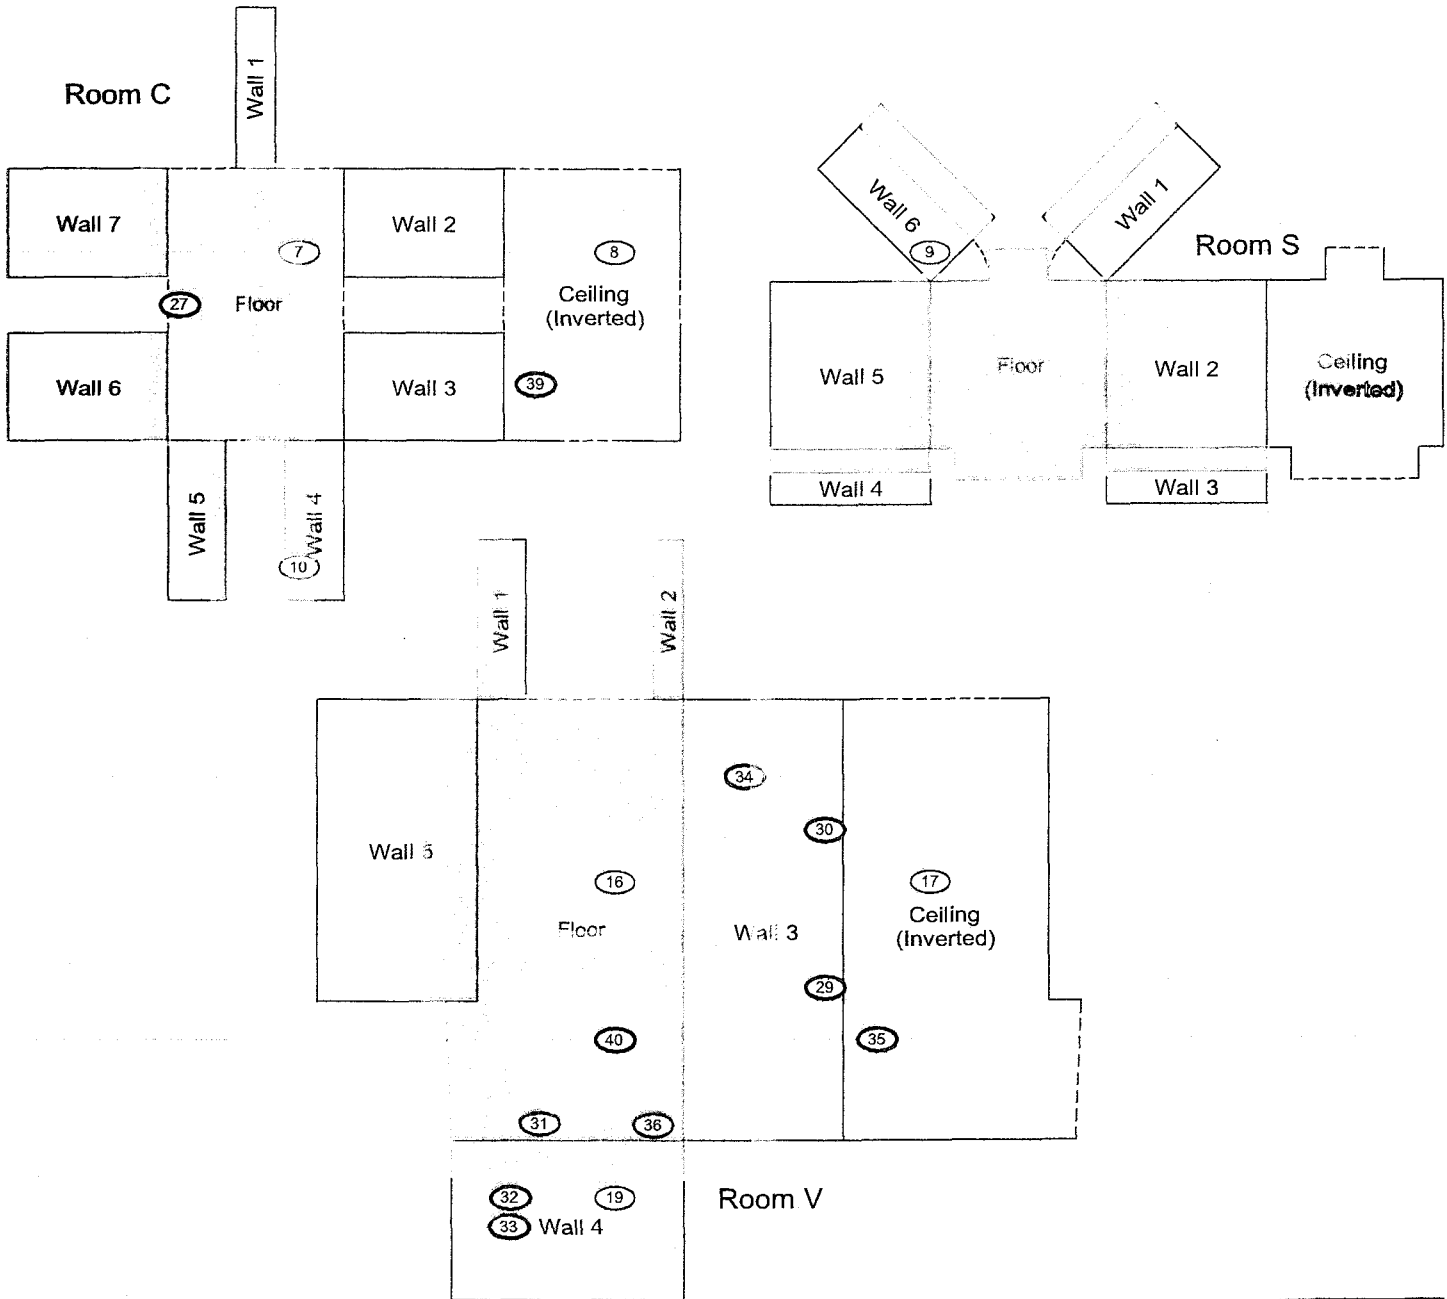 Room C
Wall 1
Wall 7
Wall 2
7
8
27
Floor
Ceiling
(Inverted)
Wall 6
Wall 3
39
Wall 5
Wall 4
10
Wall 6
9
Wall 1
Room S
Wall 5
Floor
Wall 2
Ceiling
(Inverted)
Wall 4
Wall 3
Wall 1
Wall 2
34
30
Wall 5
16
17
Floor
Wall 3
Ceiling
(Inverted)
29
40
35
31
36
32
19
33
Wall 4
Room V